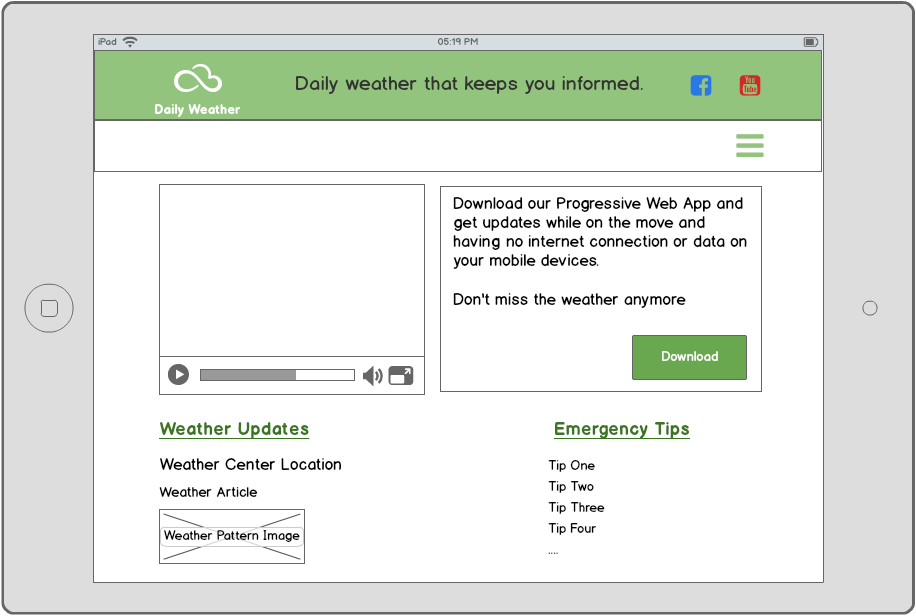 iPad
05:19 PM
Daily Weather
Daily weather that keeps you informed.
You
Tube
Download our Progressive Web App and
get updates while on the move and
having no internet connection or data on
your mobile devices.
Don't miss the weather anymore
Download
Weather Updates
Weather Center Location
Weather Article
Weather Pattern Image
Emergency Tips
Tip One
Tip Two
Tip Three
Tip Four
....